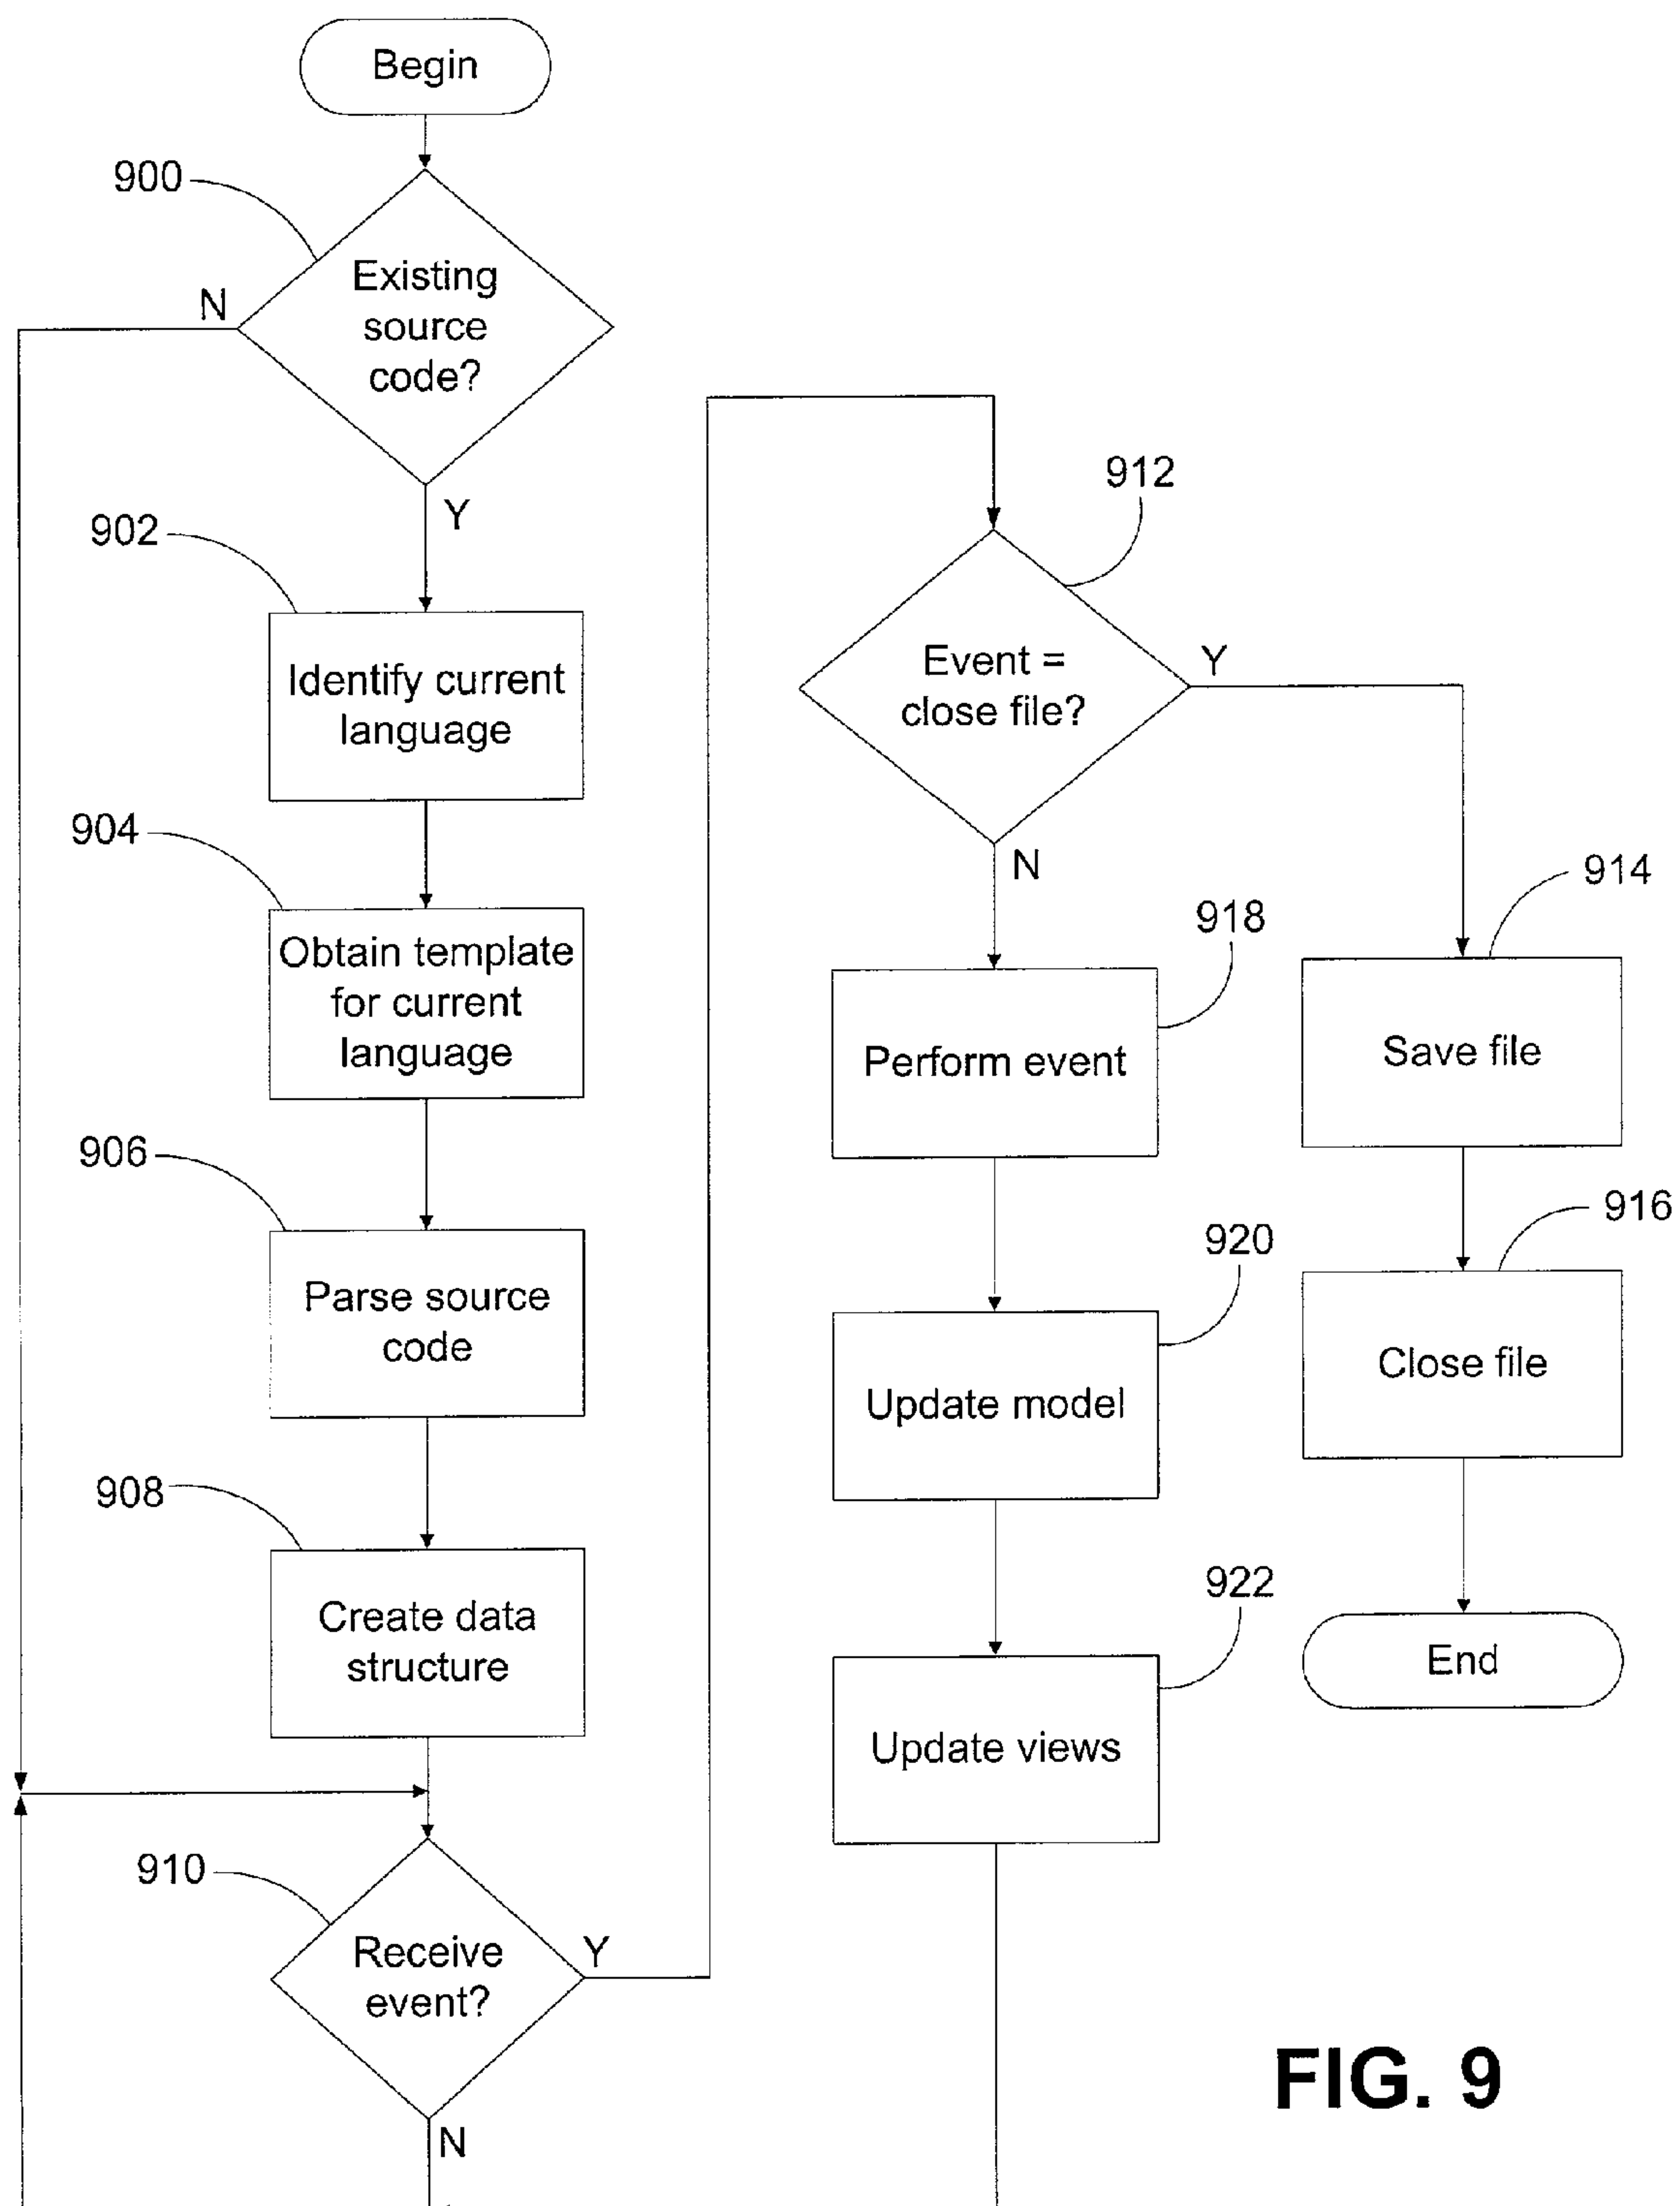 Begin
900
Existing
source
code?
N
Y
902
Identify current
language
904
Obtain template
for current
language
906
Parse source
code
908
Create data
structure
910
Receive
event?
Y
N
912
Event =
close file?
Y
N
914
Save file
916
Close file
End
918
Perform event
920
Update model
922
Update views
FIG. 9